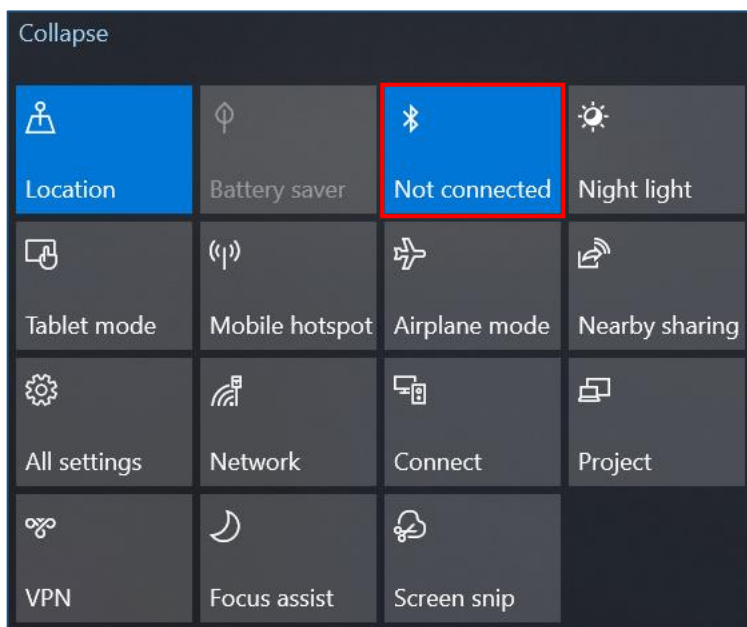 Collapse
Location
Battery saver
Not connected
Night light
Tablet mode
Mobile hotspot
Airplane mode
Nearby sharing
All settings
Network
Connect
Project
VPN
Focus assist
Screen snip